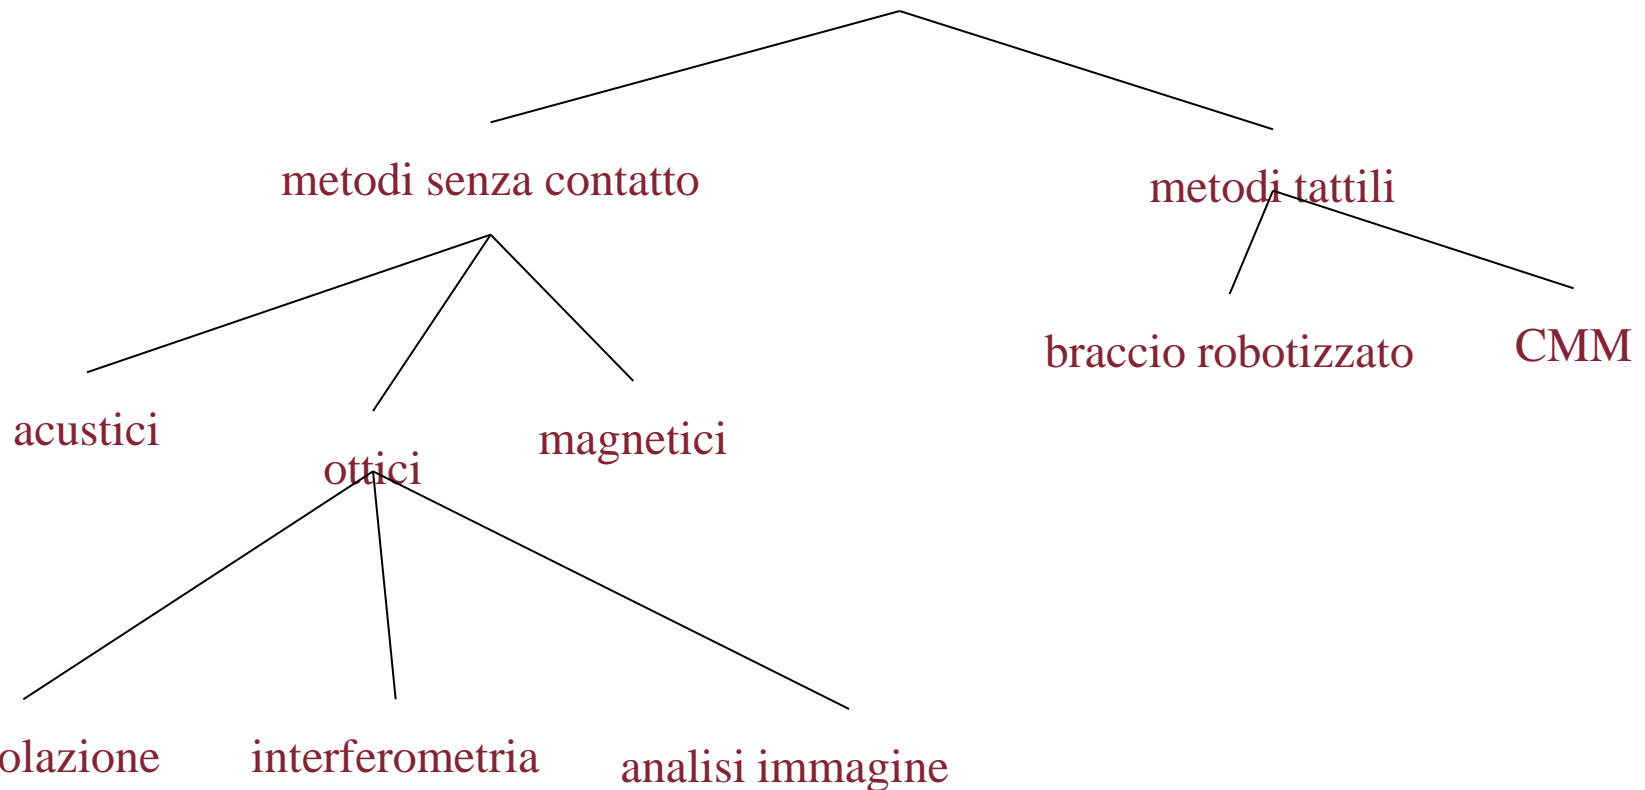 metodi senza contatto
metodi tattili
braccio robotizzato
CMM
acustici
ottici
magnetici
olazione
interferometria
analisi immagine